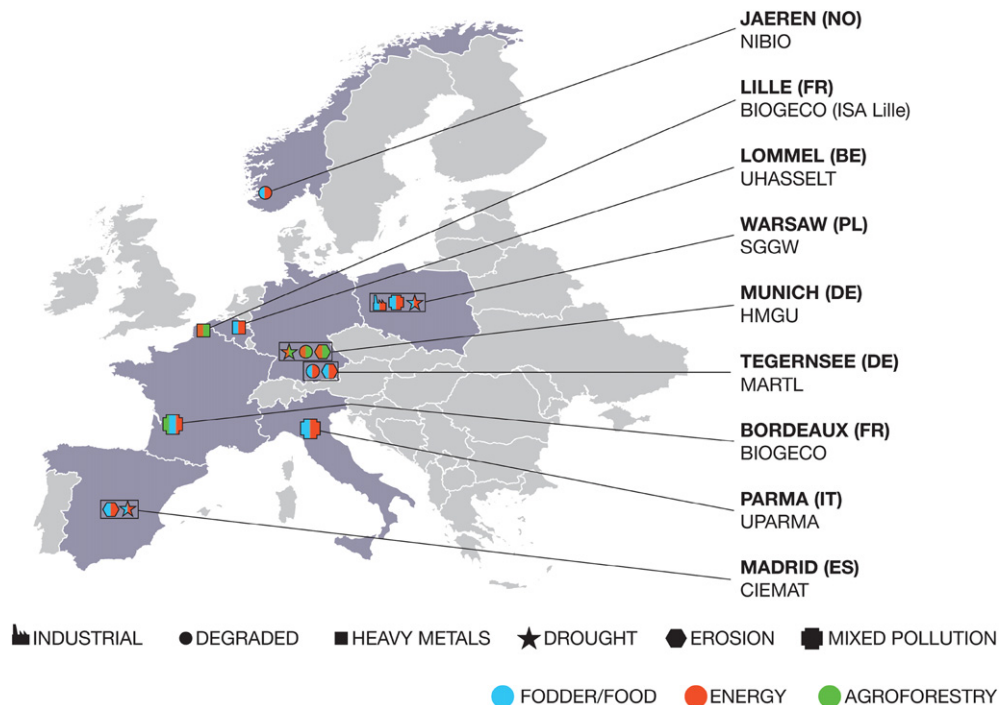 JAEREN (NO)
NIBIO
LILLE (FR)
BIOGECO (ISA Lille)
LOMMEL (BE)
UHASSELT
WARSAW (PL)
SGGW
MUNICH (DE)
HMGU
TEGERNSEE (DE)
MARTL
BORDEAUX (FR)
BIOGECO
PARMA (IT)
UPARMA
MADRID (ES)
CIEMAT
INDUSTRIAL DEGRADED HEAVY METALS DROUGHT EROSION MIXED POLLUTION
FODDER/FOOD ENERGY AGROFORESTRY